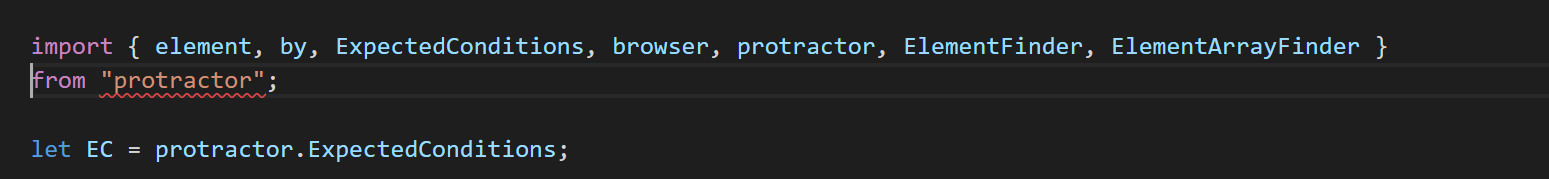 import { element, by, ExpectedConditions, browser, protractor, ElementFinder, ElementArrayFinder }
from "protractor";
let EC = protractor.ExpectedConditions;